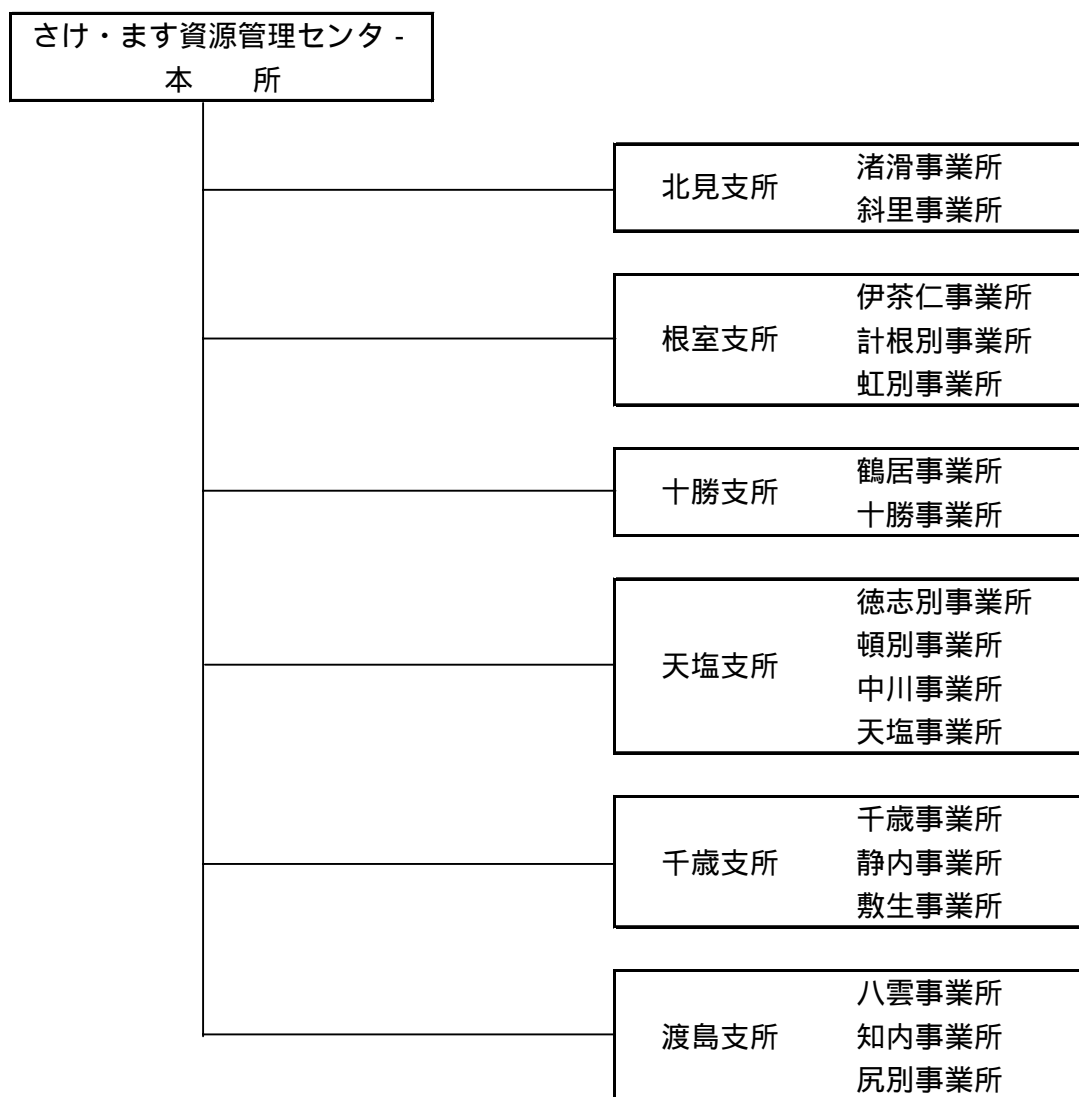 さけ・ます資源管理センタ-
本　所
北見支所
渚滑事業所
斜里事業所
根室支所
伊茶仁事業所
計根別事業所
虹別事業所
十勝支所
鶴居事業所
十勝事業所
天塩支所
徳志別事業所
頓別事業所
中川事業所
天塩事業所
千歳支所
千歳事業所
静内事業所
敷生事業所
渡島支所
八雲事業所
知内事業所
尻別事業所